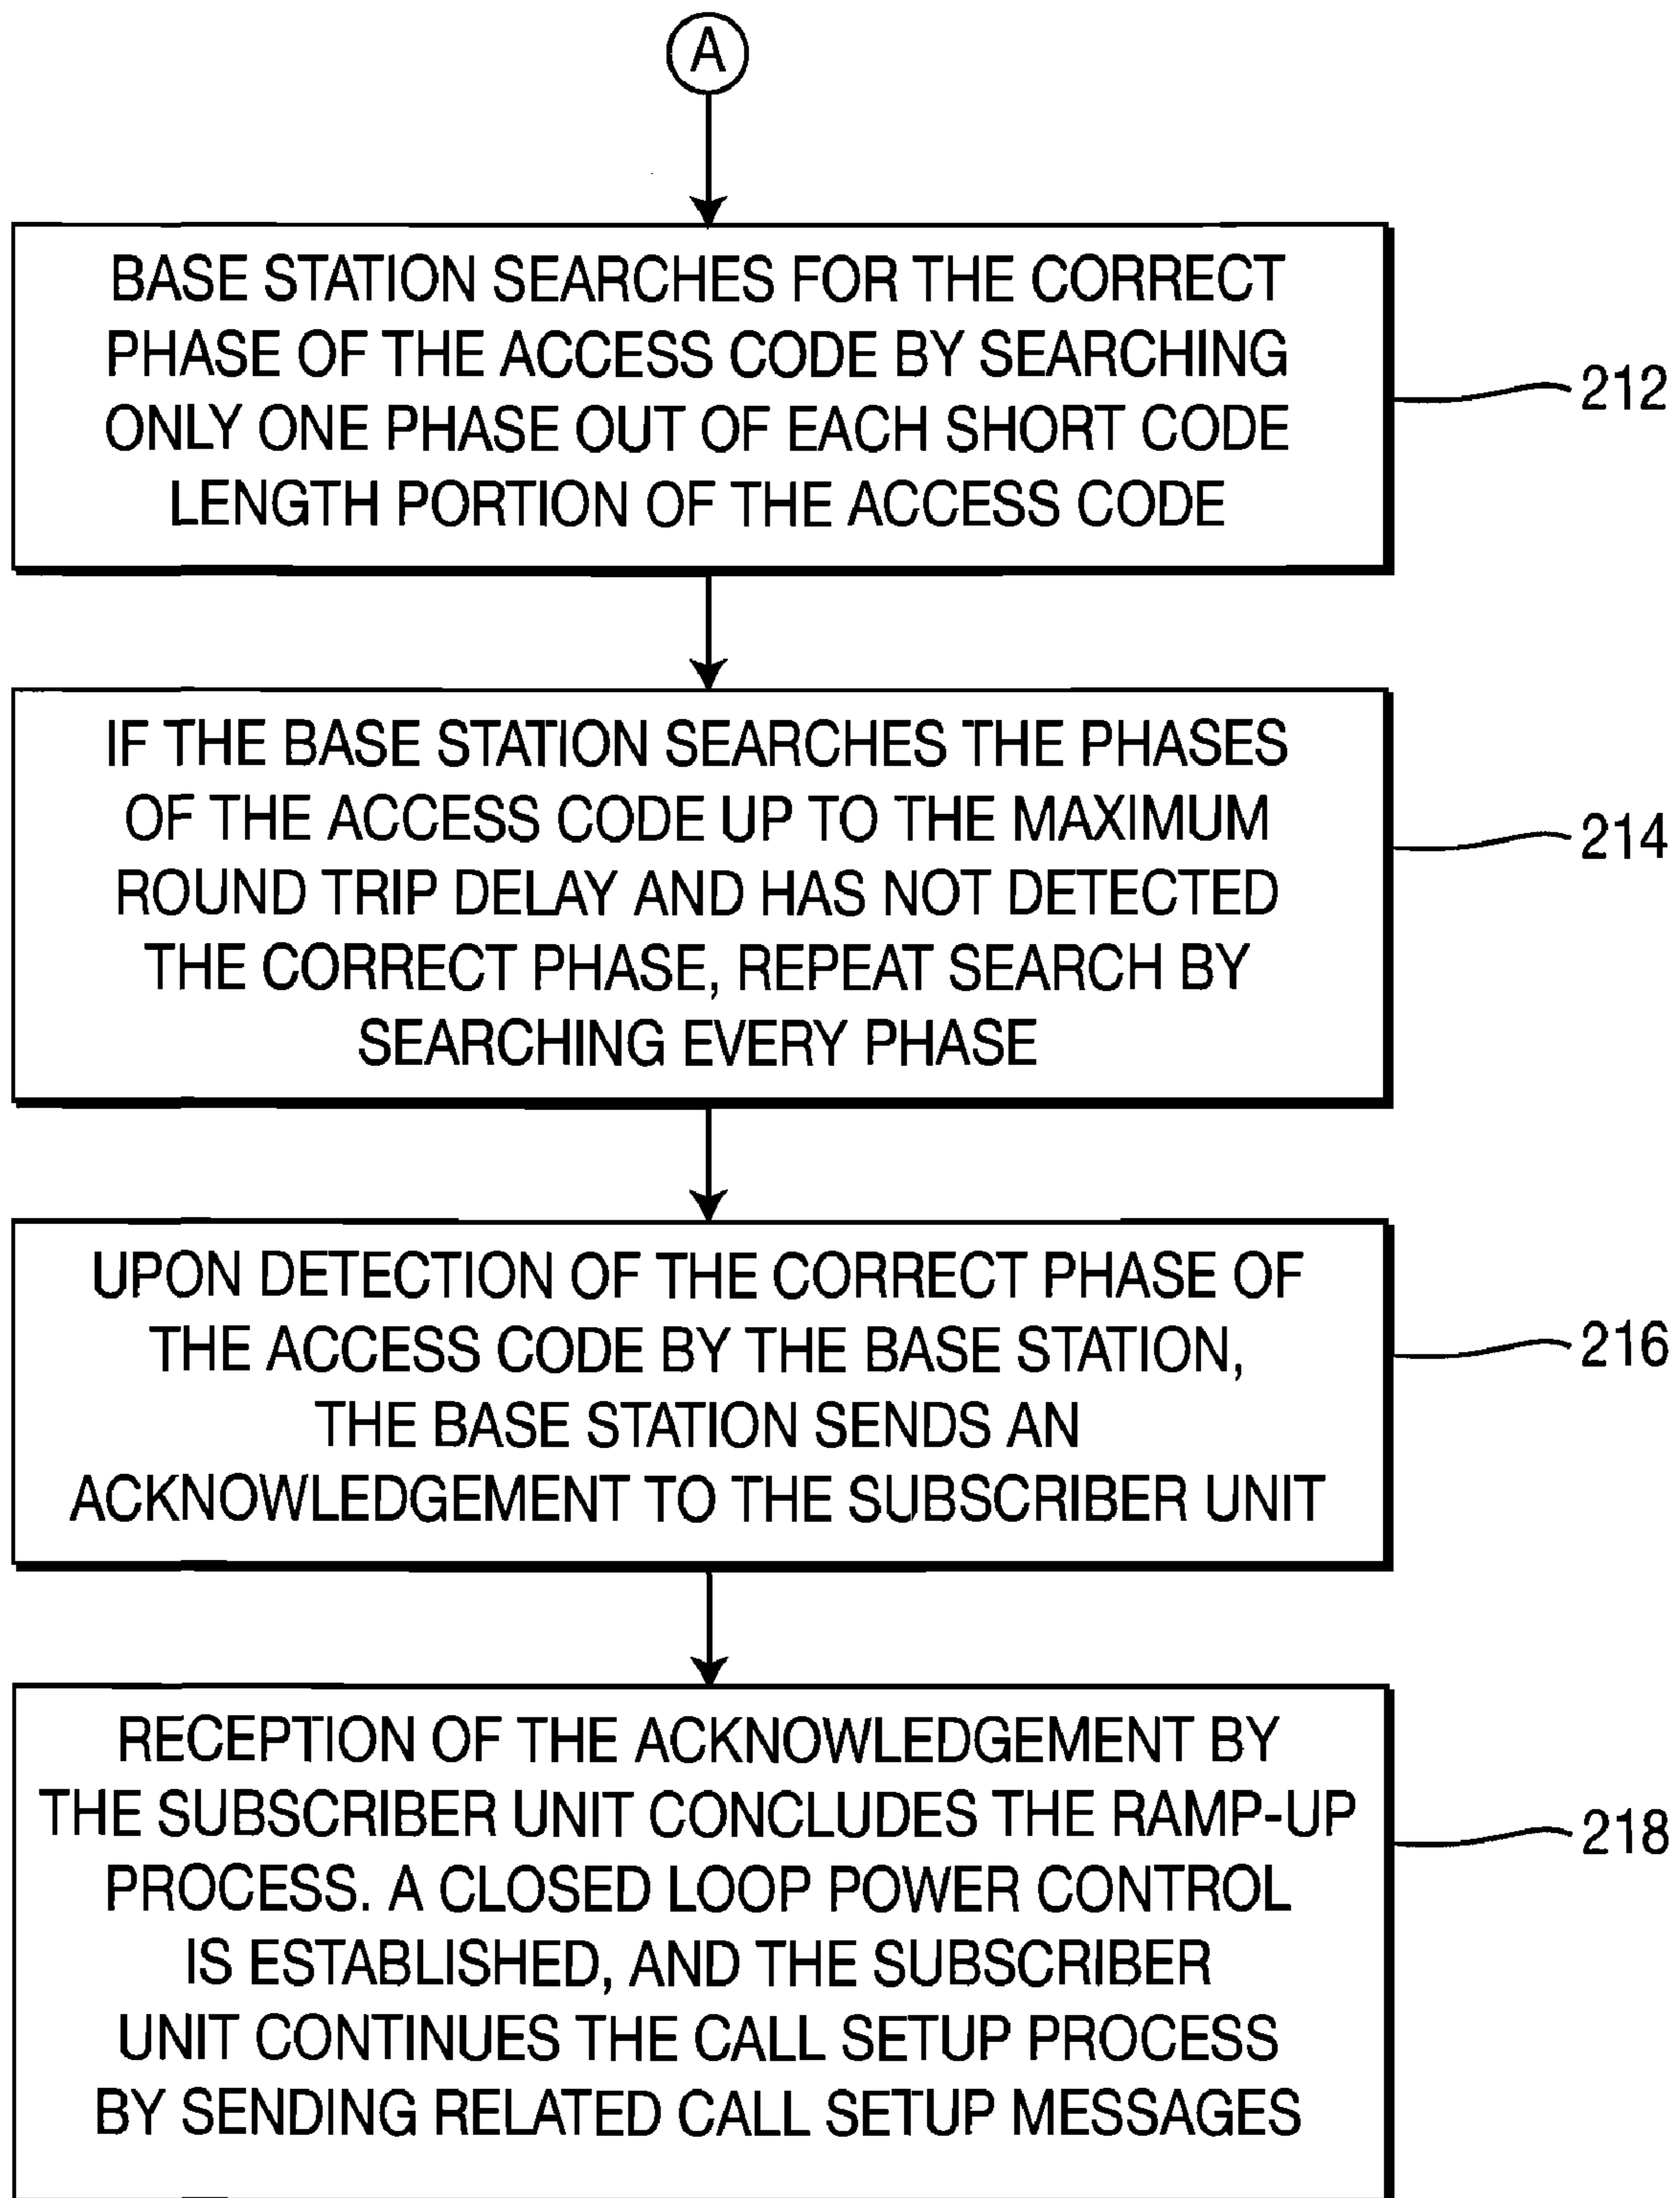 A
BASE STATION SEARCHES FOR THE CORRECT
PHASE OF THE ACCESS CODE BY SEARCHING
ONLY ONE PHASE OUT OF EACH SHORT CODE
LENGTH PORTION OF THE ACCESS CODE
212
IF THE BASE STATION SEARCHES THE PHASES
OF THE ACCESS CODE UP TO THE MAXIMUM
ROUND TRIP DELAY AND HAS NOT DETECTED
THE CORRECT PHASE, REPEAT SEARCH BY
SEARCHING EVERY PHASE
214
UPON DETECTION OF THE CORRECT PHASE OF
THE ACCESS CODE BY THE BASE STATION,
THE BASE STATION SENDS AN
ACKNOWLEDGEMENT TO THE SUBSCRIBER UNIT
216
RECEPTION OF THE ACKNOWLEDGEMENT BY
THE SUBSCRIBER UNIT CONCLUDES THE RAMP-UP
PROCESS. A CLOSED LOOP POWER CONTROL
IS ESTABLISHED, AND THE SUBSCRIBER
UNIT CONTINUES THE CALL SETUP PROCESS
BY SENDING RELATED CALL SETUP MESSAGES
218